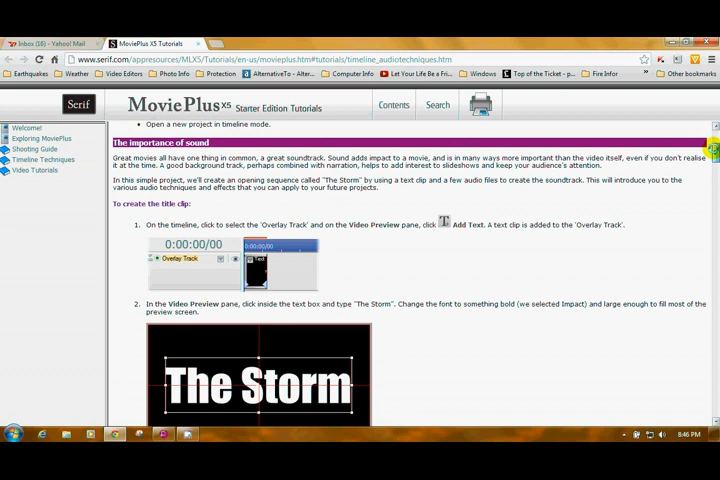 Inbox (16) - Yahoo! Mail
MoviePlus X5 Tutorials
www.serif.com/appresources/MLX5/Tutorials/en-us/movieplus.htm#tutorials/timeline_audiotechniques.htm
Earthquakes Weather Video Editors Photo Info Protection AlternativeTo - Alter... Computer Info Let Your Life Be a Fri... Windows Top of the Ticket - p... Fire Infor » Other bookmarks
Serif
MoviePlus X5 Starter Edition Tutorials
Contents
Search
Welcome!
Exploring MoviePlus
Shooting Guide
Timeline Techniques
Video Tutorials
• Open a new project in timeline mode.
The importance of sound
Great movies all have one thing in common, a great soundtrack. Sound adds impact to a movie, and is in many ways more important than the video itself, even if you don't realise
it at the time. A good background track, perhaps combined with narration, helps to add interest to slideshows and keep your audience's attention.
In this simple project, we'll create an opening sequence called "The Storm" by using a text clip and a few audio files to create the soundtrack. This will introduce you to the
various audio techniques and effects that you can apply to your future projects.
To create the title clip:
1. On the timeline, click to select the 'Overlay Track' and on the Video Preview pane, click T Add Text. A text clip is added to the 'Overlay Track'.
0:00:00/00
0:00:00/00
Overlay Track
Text
2. In the Video Preview pane, click inside the text box and type "The Storm". Change the font to something bold (we selected Impact) and large enough to fill most of the
preview screen.
The Storm
8:46 PM